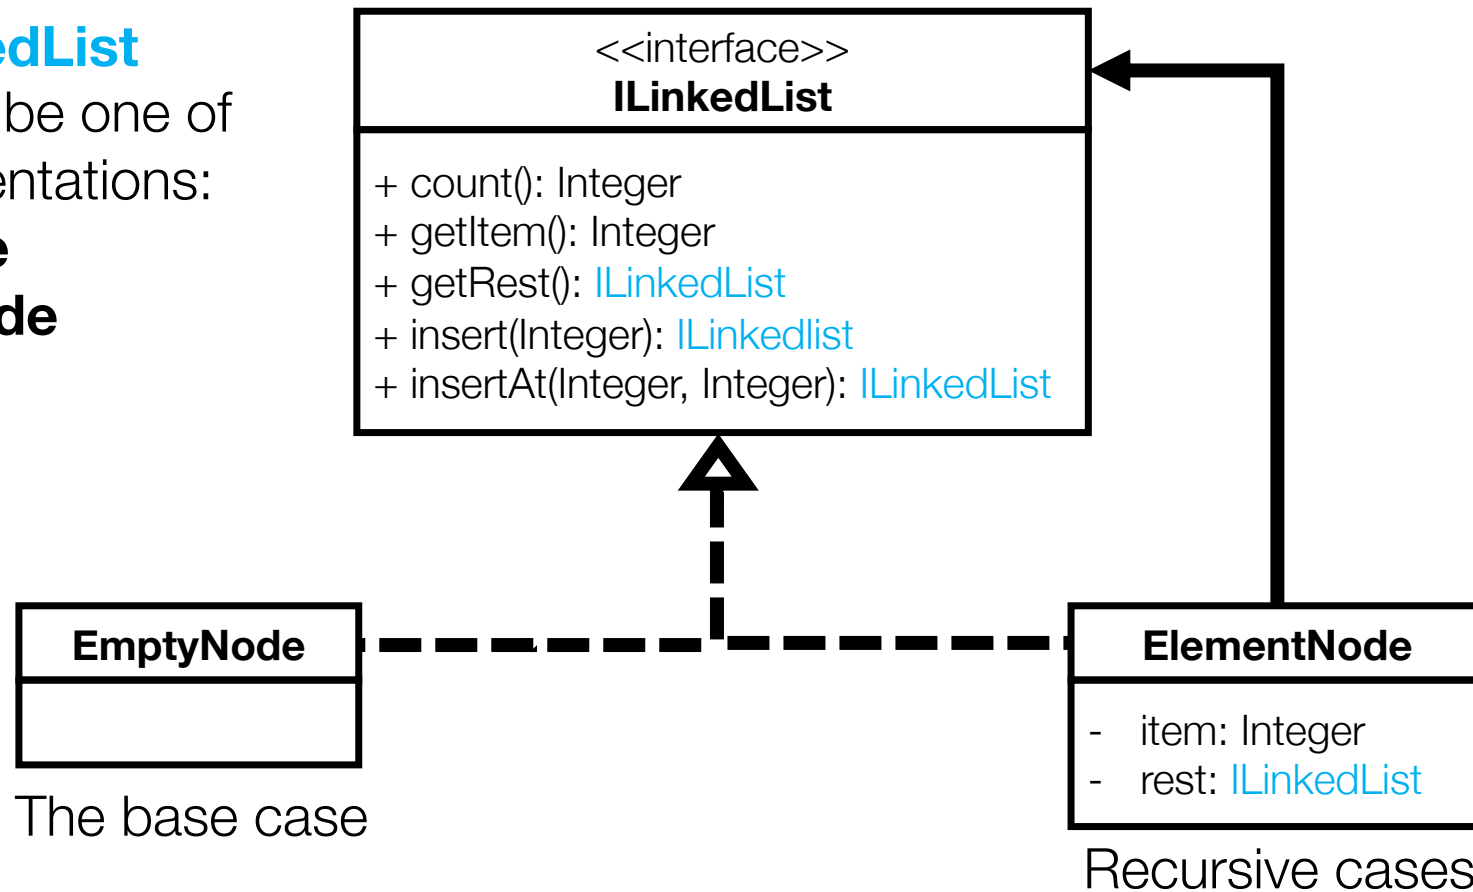 edList
be one of
entations:
e
de
<<interface>>
ILinkedList
+ count(): Integer
+ getItem(): Integer
+ getRest(): ILinkedList
+ insert(Integer): ILinkedlist
+ insertAt(Integer, Integer): ILinkedList
EmptyNode
The base case
ElementNode
- item: Integer
- rest: ILinkedList
Recursive cases